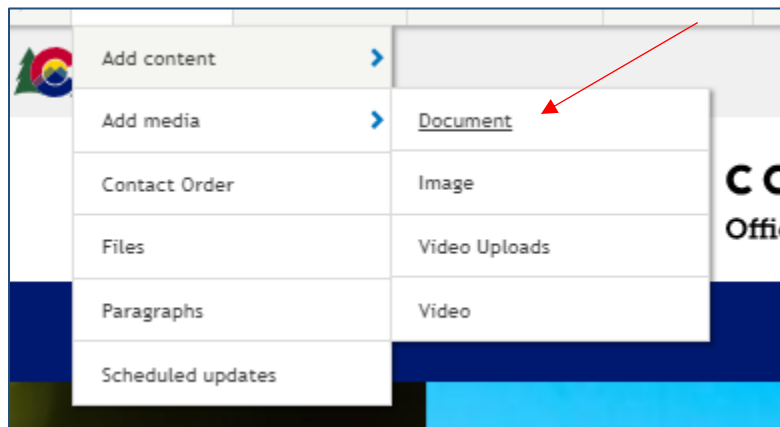 Add content
Add media
Document
Contact Order
Image
Files
Video Uploads
Paragraphs
Video
Scheduled updates